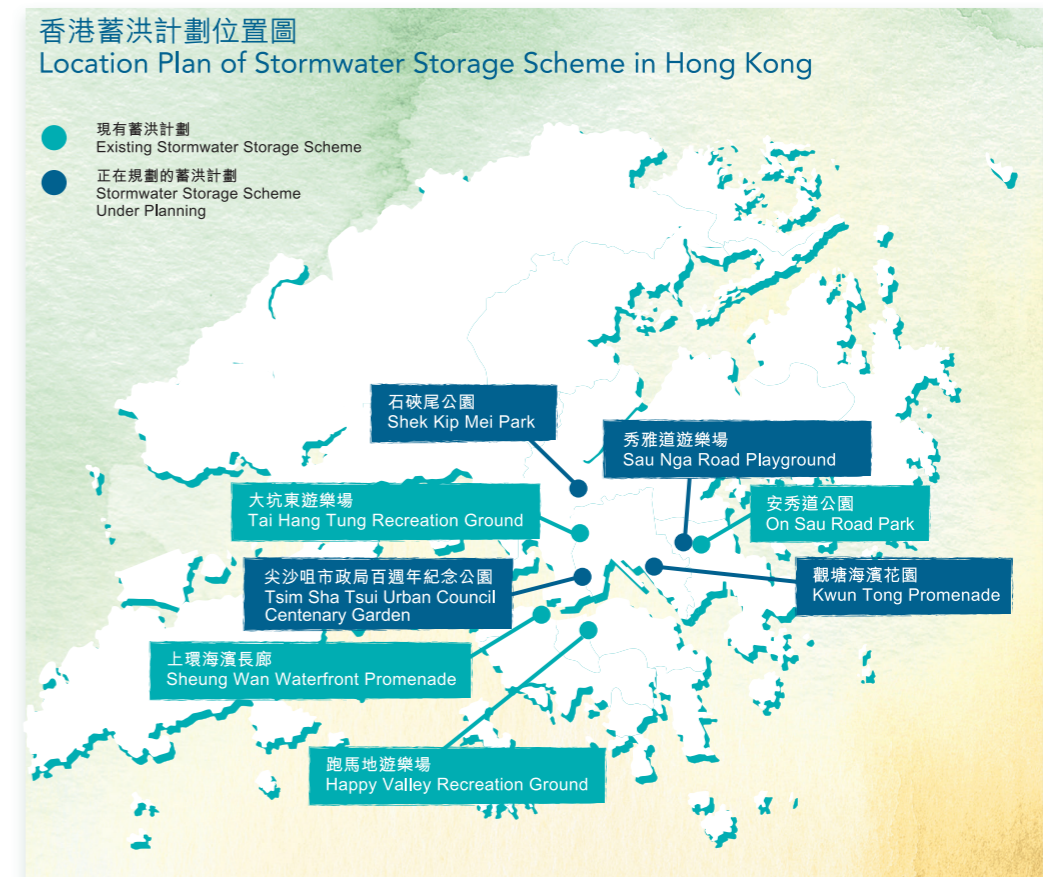 香港蓄洪計劃位置圖
Location Plan of Stormwater Storage Scheme in Hong Kong
現有蓄洪計劃
Existing Stormwater Storage Scheme
正在規劃的蓄洪計劃
Stormwater Storage Scheme
Under Planning
石硤尾公園
Shek Kip Mei Park
秀雅道遊樂場
Sau Nga Road Playground
大坑東遊樂場
Tai Hang Tung Recreation Ground
安秀道公園
On Sau Road Park
尖沙咀市政局百週年紀念公園
Tsim Sha Tsui Urban Council
Centenary Garden
觀塘海濱花園
Kwun Tong Promenade
上環海濱長廊
Sheung Wan Waterfront Promenade
跑馬地遊樂場
Happy Valley Recreation Ground